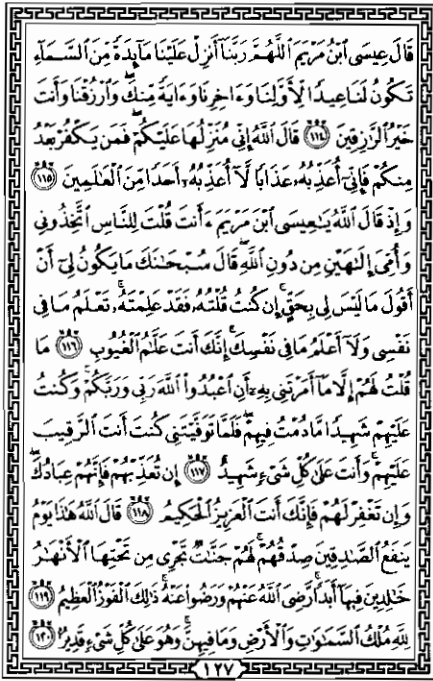 قَالَ عِيسَى ٱبْنُ مَرْيَمَ ٱللَّهُمَّ رَبَّنَآ أَنزِلْ عَلَيْنَا مَآئِدَةً مِّنَ ٱلسَّمَآءِ
تَكُونُ لَنَا عِيدًا لِّأَوَّلِنَا وَءَاخِرِنَا وَءَايَةً مِّنكَ ۖ وَٱرْزُقْنَا وَأَنتَ
خَيْرُ ٱلرَّٰزِقِينَ ١١٤ قَالَ ٱللَّهُ إِنِّى مُنَزِّلُهَا عَلَيْكُمْ ۖ فَمَن يَكْفُرْ بَعْدُ
مِنكُمْ فَإِنِّىٓ أُعَذِّبُهُۥ عَذَابًا لَّآ أُعَذِّبُهُۥٓ أَحَدًا مِّنَ ٱلْعَٰلَمِينَ ١١٥
وَإِذْ قَالَ ٱللَّهُ يَٰعِيسَى ٱبْنَ مَرْيَمَ ءَأَنتَ قُلْتَ لِلنَّاسِ ٱتَّخِذُونِى
وَأُمِّىَ إِلَٰهَيْنِ مِن دُونِ ٱللَّهِ ۖ قَالَ سُبْحَٰنَكَ مَا يَكُونُ لِىٓ أَنْ
أَقُولَ مَا لَيْسَ لِى بِحَقٍّ ۚ إِن كُنتُ قُلْتُهُۥ فَقَدْ عَلِمْتَهُۥ ۚ تَعْلَمُ مَا فِى
نَفْسِى وَلَآ أَعْلَمُ مَا فِى نَفْسِكَ ۚ إِنَّكَ أَنتَ عَلَّٰمُ ٱلْغُيُوبِ ١١٦ مَا
قُلْتُ لَهُمْ إِلَّا مَآ أَمَرْتَنِى بِهِۦٓ أَنِ ٱعْبُدُوا۟ ٱللَّهَ رَبِّى وَرَبَّكُمْ ۚ وَكُنتُ
عَلَيْهِمْ شَهِيدًا مَّا دُمْتُ فِيهِمْ ۖ فَلَمَّا تَوَفَّيْتَنِى كُنتَ أَنتَ ٱلرَّقِيبَ
عَلَيْهِمْ ۚ وَأَنتَ عَلَىٰ كُلِّ شَىْءٍ شَهِيدٌ ١١٧ إِن تُعَذِّبْهُمْ فَإِنَّهُمْ عِبَادُكَ ۖ
وَإِن تَغْفِرْ لَهُمْ فَإِنَّكَ أَنتَ ٱلْعَزِيزُ ٱلْحَكِيمُ ١١٨ قَالَ ٱللَّهُ هَٰذَا يَوْمُ
يَنفَعُ ٱلصَّٰدِقِينَ صِدْقُهُمْ ۚ لَهُمْ جَنَّٰتٌ تَجْرِى مِن تَحْتِهَا ٱلْأَنْهَٰرُ
خَٰلِدِينَ فِيهَآ أَبَدًا ۚ رَّضِىَ ٱللَّهُ عَنْهُمْ وَرَضُوا۟ عَنْهُ ۚ ذَٰلِكَ ٱلْفَوْزُ ٱلْعَظِيمُ ١١٩
لِلَّهِ مُلْكُ ٱلسَّمَٰوَٰتِ وَٱلْأَرْضِ وَمَا فِيهِنَّ ۚ وَهُوَ عَلَىٰ كُلِّ شَىْءٍ قَدِيرٌۢ ١٢٠
١٢٧